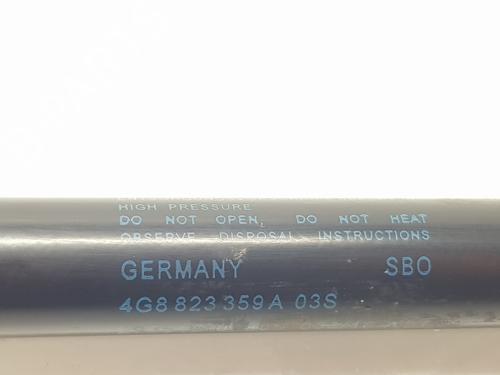 HIGH PRESSURE
DO NOT OPEN, DO NOT HEAT
OBSERVE DISPOSAL INSTRUCTIONS
GERMANY SBO
4G8 823 359 A 03S